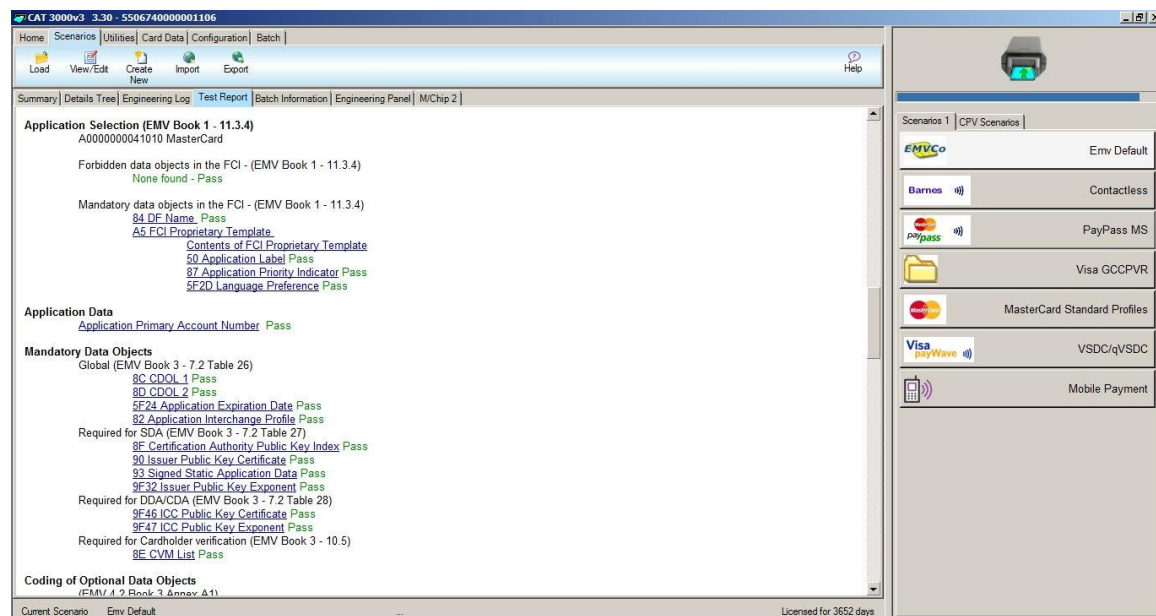 CAT 3000v3 3.30 - 5506740000001106
Home Scenarios Utilities Card Data Configuration Batch
Load View/Edit Create New Import Export Help
Summary Details Tree Engineering Log Test Report Batch Information Engineering Panel M/Chip 2
Application Selection (EMV Book 1 - 11.3.4)
A0000000041010 MasterCard
Forbidden data objects in the FCI - (EMV Book 1 - 11.3.4)
None found - Pass
Mandatory data objects in the FCI - (EMV Book 1 - 11.3.4)
84 DF Name Pass
A5 FCI Proprietary Template
Contents of FCI Proprietary Template
50 Application Label Pass
87 Application Priority Indicator Pass
5F2D Language Preference Pass
Application Data
Application Primary Account Number Pass
Mandatory Data Objects
Global (EMV Book 3 - 7.2 Table 26)
8C CDOL 1 Pass
8D CDOL 2 Pass
5F24 Application Expiration Date Pass
82 Application Interchange Profile Pass
Required for SDA (EMV Book 3 - 7.2 Table 27)
8F Certification Authority Public Key Index Pass
90 Issuer Public Key Certificate Pass
93 Signed Static Application Data Pass
9F32 Issuer Public Key Exponent Pass
Required for DDA/CDA (EMV Book 3 - 7.2 Table 28)
9F46 ICC Public Key Certificate Pass
9F47 ICC Public Key Exponent Pass
Required for Cardholder verification (EMV Book 3 - 10.5)
8E CVM List Pass
Coding of Optional Data Objects
(EMV 4.2 Book 3 Annex A1)
Current Scenario Emv Default ... Licensed for 3652 days
Scenarios 1 CPV Scenarios
EMVCo Emv Default
Barnes Contactless
MasterCard paypass PayPass MS
Visa GCCPVR
MasterCard MasterCard Standard Profiles
Visa payWave VSDC/qVSDC
Mobile Payment